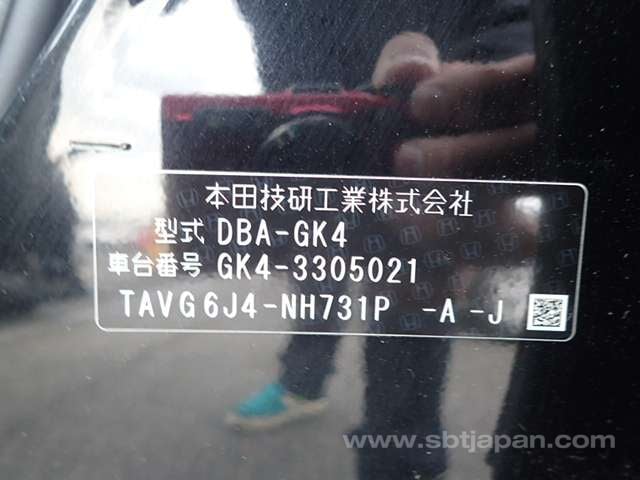 本田技研工業株式会社
型式 DBA-GK4
車台番号 GK4-3305021
TAVG6J4-NH731P -A -J
www.sbtjapan.com